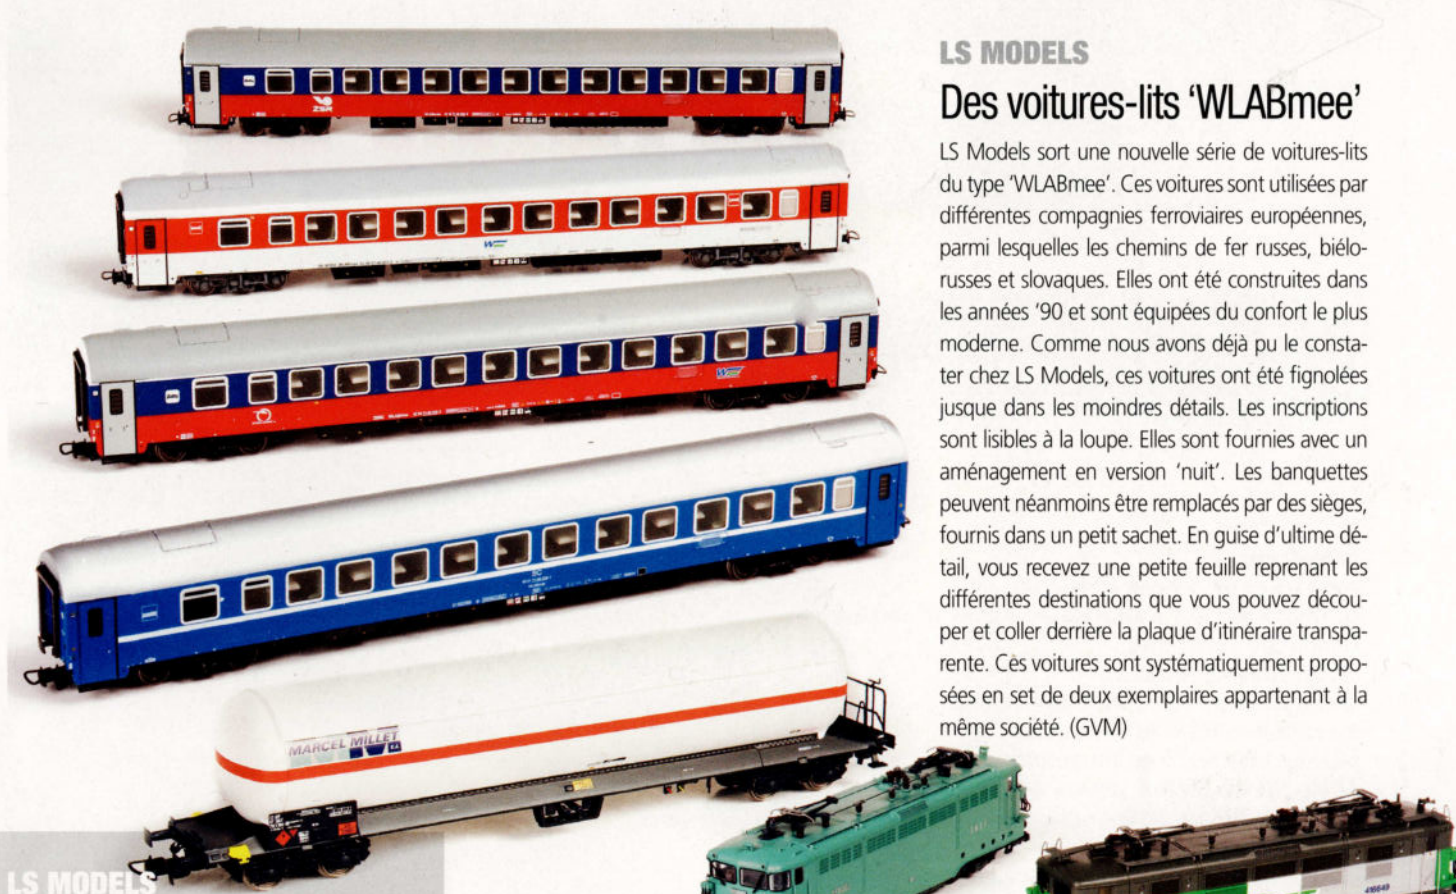 LS MODELS
Des voitures-lits ‘WLABmee’
LS Models sort une nouvelle série de voitures-lits
du type ‘WLABmee’. Ces voitures sont utilisées par
différentes compagnies ferroviaires européennes,
parmi lesquelles les chemins de fer russes, biélo-
russes et slovaques. Elles ont été construites dans
les années ‘90 et sont équipées du confort le plus
moderne. Comme nous avons déjà pu le consta-
ter chez LS Models, ces voitures ont été fignolées
jusque dans les moindres détails. Les inscriptions
sont lisibles à la loupe. Elles sont fournies avec un
aménagement en version ‘nuit’. Les banquettes
peuvent néanmoins être remplacés par des sièges,
fournis dans un petit sachet. En guise d’ultime dé-
tail, vous recevez une petite feuille reprenant les
différentes destinations que vous pouvez décou-
per et coller derrière la plaque d’itinéraire transpa-
rente. Cès voitures sont systématiquement propo-
sées en set de deux exemplaires appartenant à la
même société. (GVM)
ZSR
MARCEL MILLET
S.A.
416649
LS MODELS